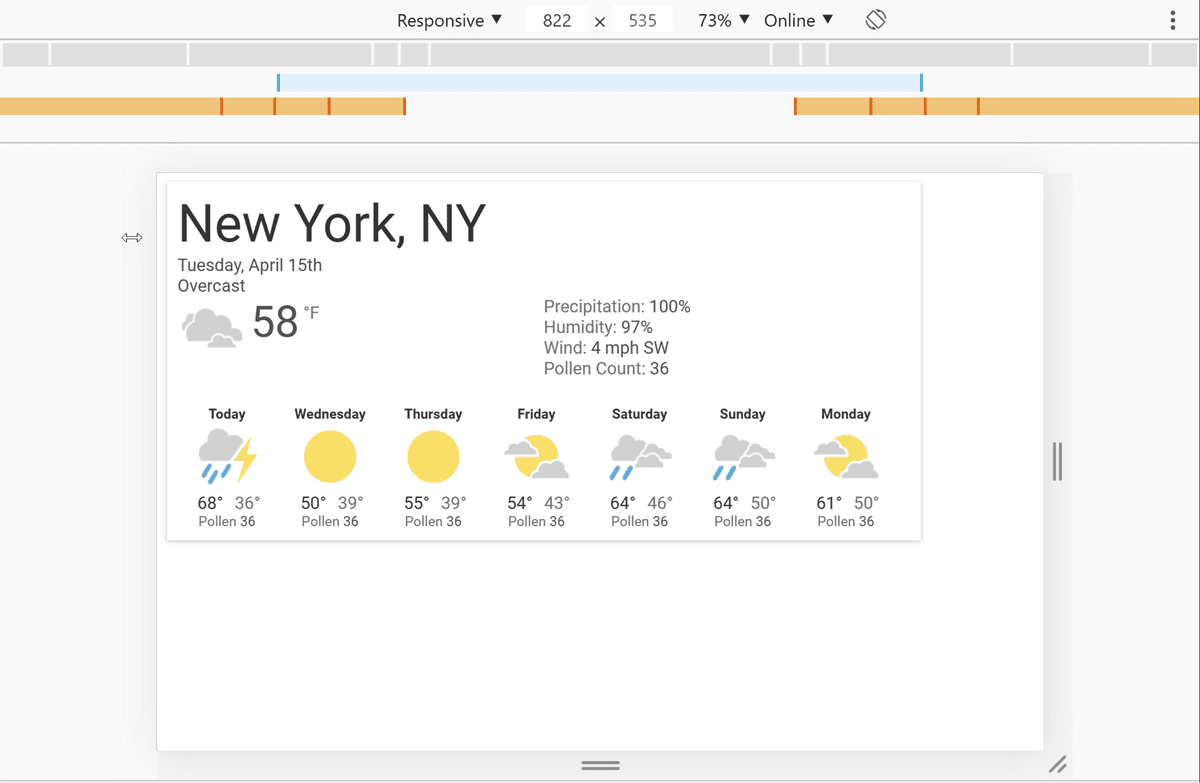 Responsive ▼ 822 × 535 73% ▼ Online ▼
New York, NY
Tuesday, April 15th
Overcast
58 °F
Precipitation: 100%
Humidity: 97%
Wind: 4 mph SW
Pollen Count: 36
Today Wednesday Thursday Friday Saturday Sunday Monday
68° 36° 50° 39° 55° 39° 54° 43° 64° 46° 64° 50° 61° 50°
Pollen 36 Pollen 36 Pollen 36 Pollen 36 Pollen 36 Pollen 36 Pollen 36